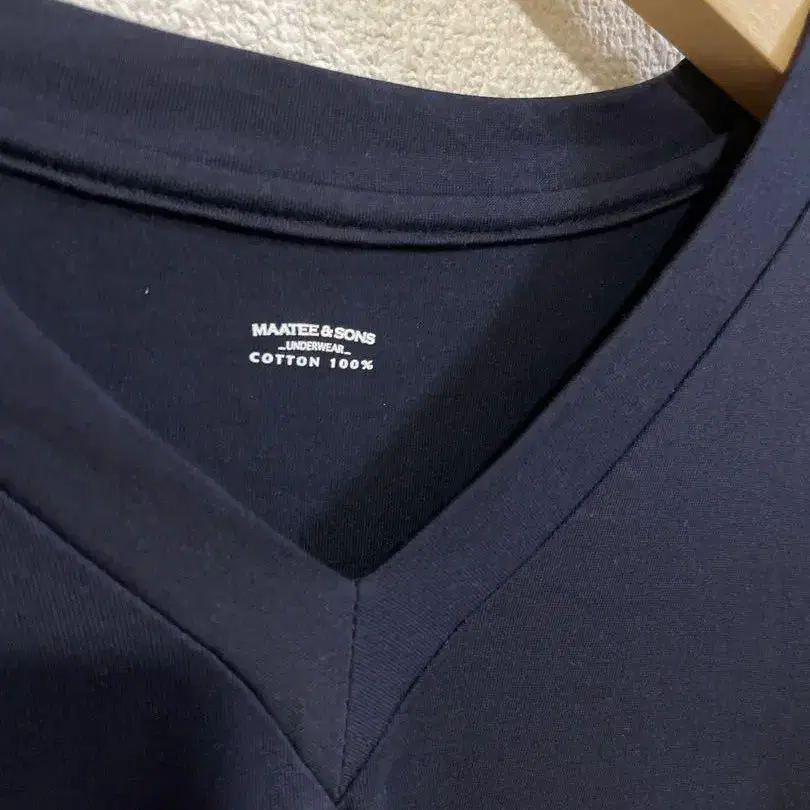 MAATEE & SONS
_UNDERWEAR_
COTTON 100%